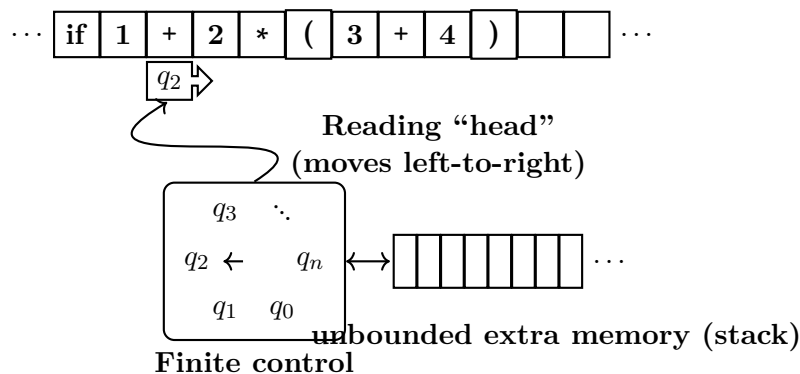 ··· if 1 + 2 * ( 3 + 4 ) ···
q2
Reading “head”
(moves left-to-right)
q3 ⋱
q2 ← qn ···
q1 q0
unbounded extra memory (stack)
Finite control